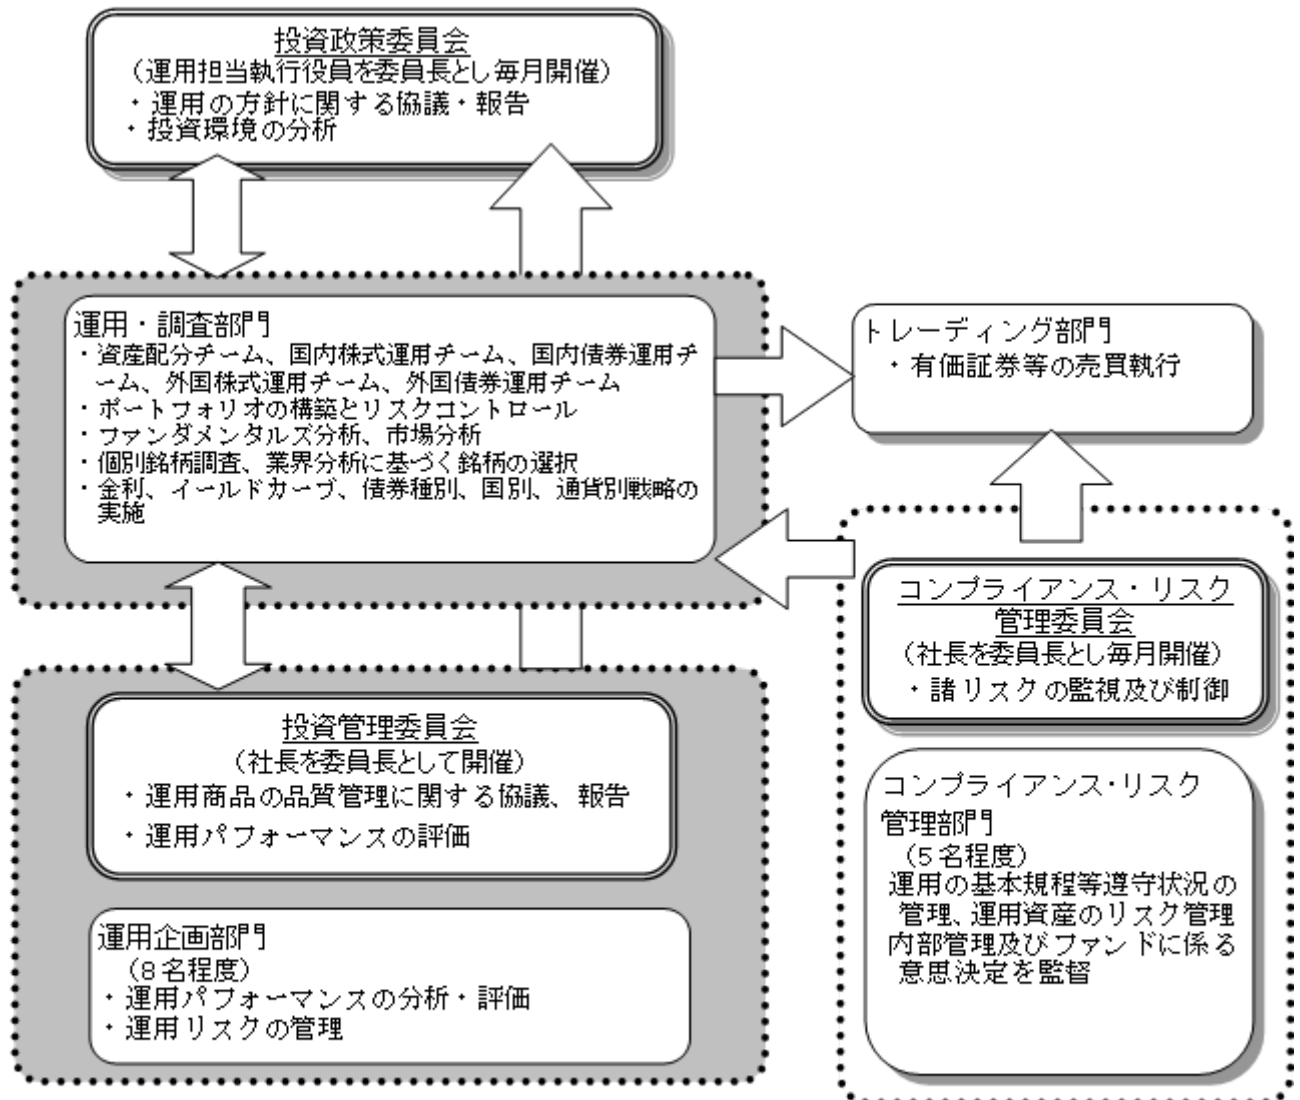 投資政策委員会
(運用担当執行役員を委員長とし毎月開催)
・運用の方針に関する協議・報告
・投資環境の分析
運用・調査部門
・資産配分チーム、国内株式運用チーム、国内債券運用チ
ーム、外国株式運用チーム、外国債券運用チーム
・ポートフォリオの構築とリスクコントロール
・ファンダメンタルズ分析、市場分析
・個別銘柄調査、業界分析に基づく銘柄の選択
・金利、イールドカーブ、債券種別、国別、通貨別戦略の
実施
トレーディング部門
・有価証券等の売買執行
コンプライアンス・リスク
管理委員会
(社長を委員長とし毎月開催)
・諸リスクの監視及び制御
投資管理委員会
(社長を委員長として開催)
・運用商品の品質管理に関する協議、報告
・運用パフォーマンスの評価
コンプライアンス・リスク
管理部門
(5名程度)
運用の基本規程等遵守状況の
管理、運用資産のリスク管理
内部管理及びファンドに係る
意思決定を監督
運用企画部門
(8名程度)
・運用パフォーマンスの分析・評価
・運用リスクの管理